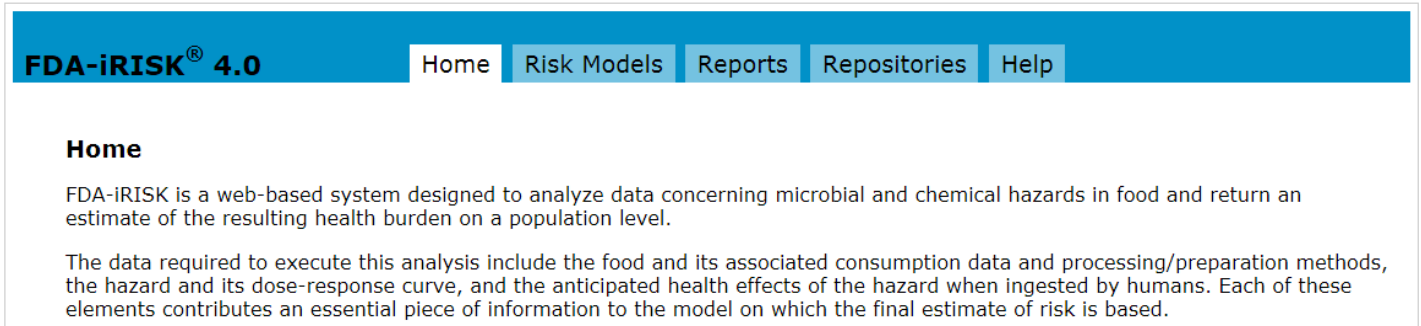 FDA-iRISK® 4.0 Home Risk Models Reports Repositories Help
Home
FDA-iRISK is a web-based system designed to analyze data concerning microbial and chemical hazards in food and return an
estimate of the resulting health burden on a population level.
The data required to execute this analysis include the food and its associated consumption data and processing/preparation methods,
the hazard and its dose-response curve, and the anticipated health effects of the hazard when ingested by humans. Each of these
elements contributes an essential piece of information to the model on which the final estimate of risk is based.